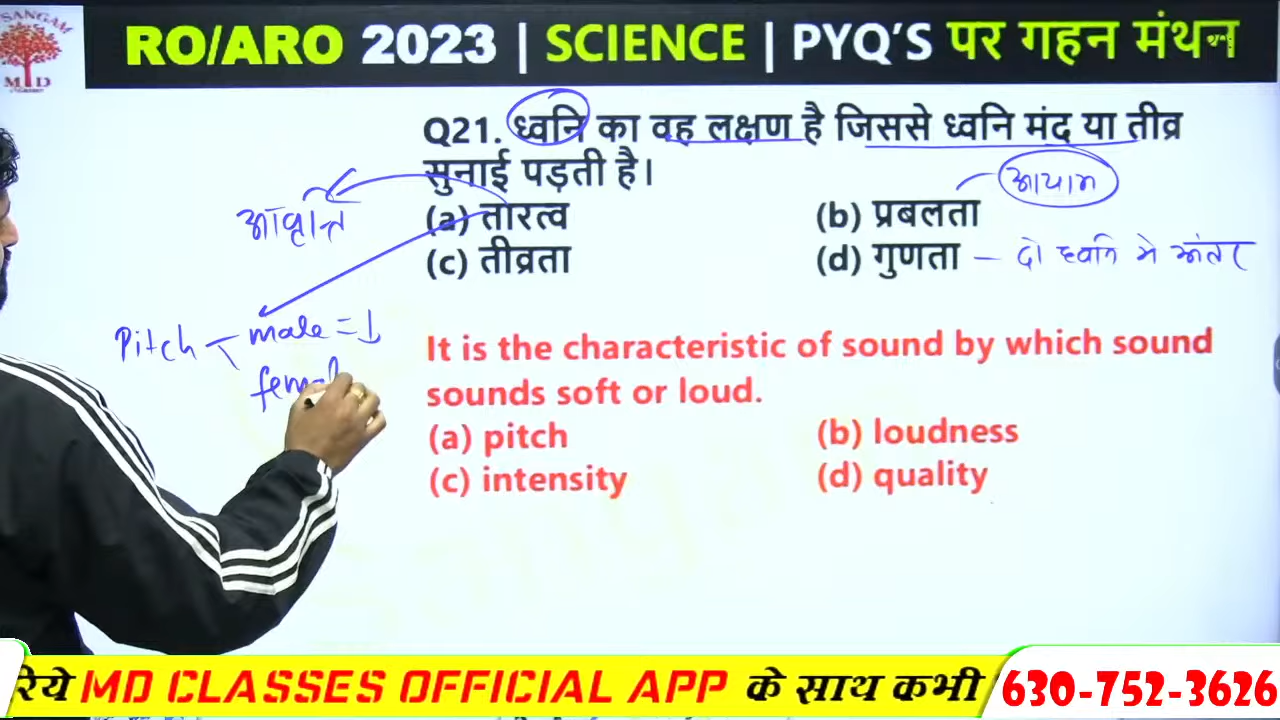 SANGAM
MD
RO/ARO 2023 | SCIENCE | PYQ'S पर गहन मंथन
Q21. ध्वनि का वह लक्षण है जिससे ध्वनि मंद या तीव्र
सुनाई पड़ती है।
आयाम
(a) तारत्व (b) प्रबलता
(c) तीव्रता (d) गुणता – दो ध्वनि मे अंतर
Pitch male = ↓
It is the characteristic of sound by which sound
sounds soft or loud.
(a) pitch (b) loudness
(c) intensity (d) quality
रिये MD CLASSES OFFICIAL APP के साथ कभी 630-752-3626